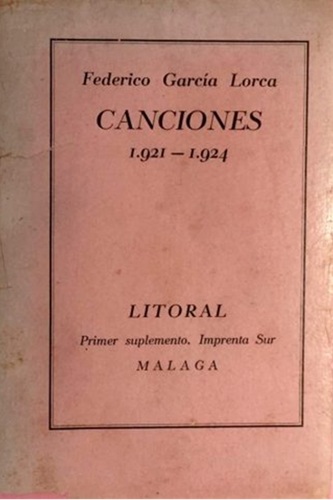 Federico García Lorca
CANCIONES
1.921 — 1.924
LITORAL
Primer suplemento. Imprenta Sur
MALAGA